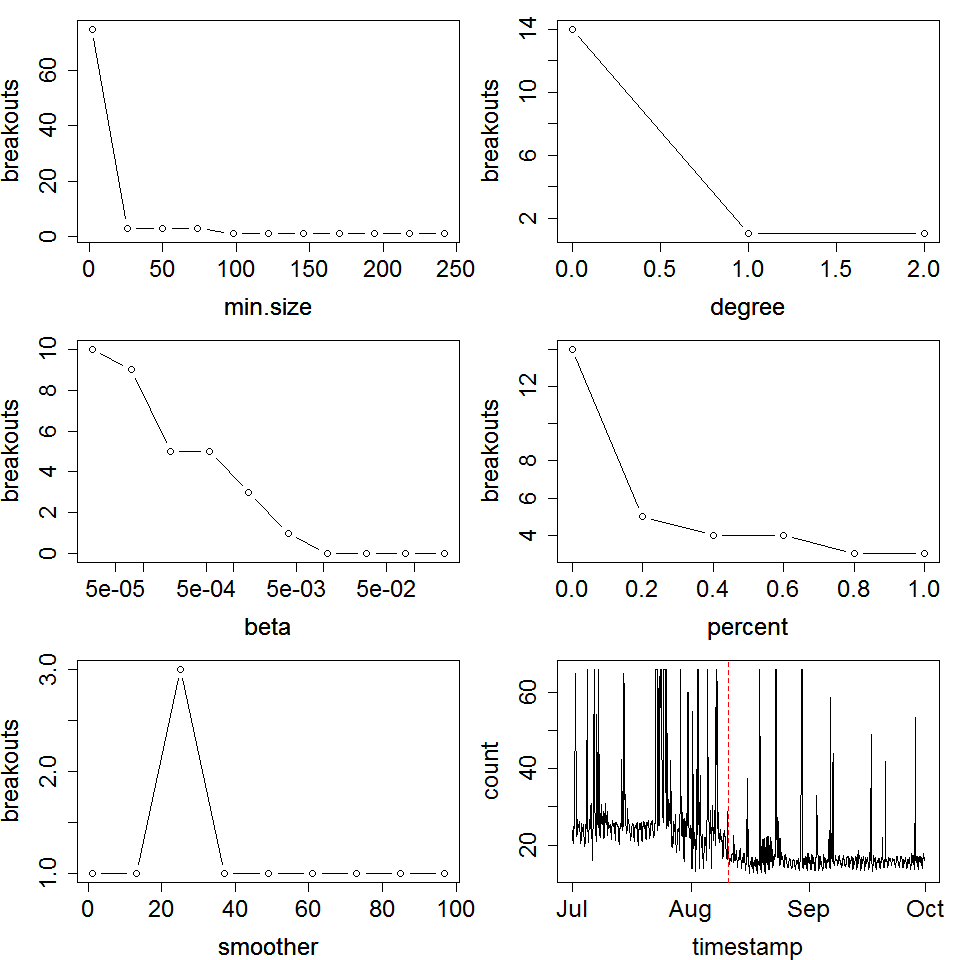 breakouts
0 20 40 60
0 50 100 150 200 250
min.size
breakouts
2 6 10 14
0.0 0.5 1.0 1.5 2.0
degree
breakouts
0 2 4 6 8 10
5e-05 5e-04 5e-03 5e-02
beta
breakouts
4 6 8 12
0.0 0.2 0.4 0.6 0.8 1.0
percent
breakouts
1.0 2.0 3.0
0 20 40 60 80 100
smoother
count
20 40 60
Jul Aug Sep Oct
timestamp